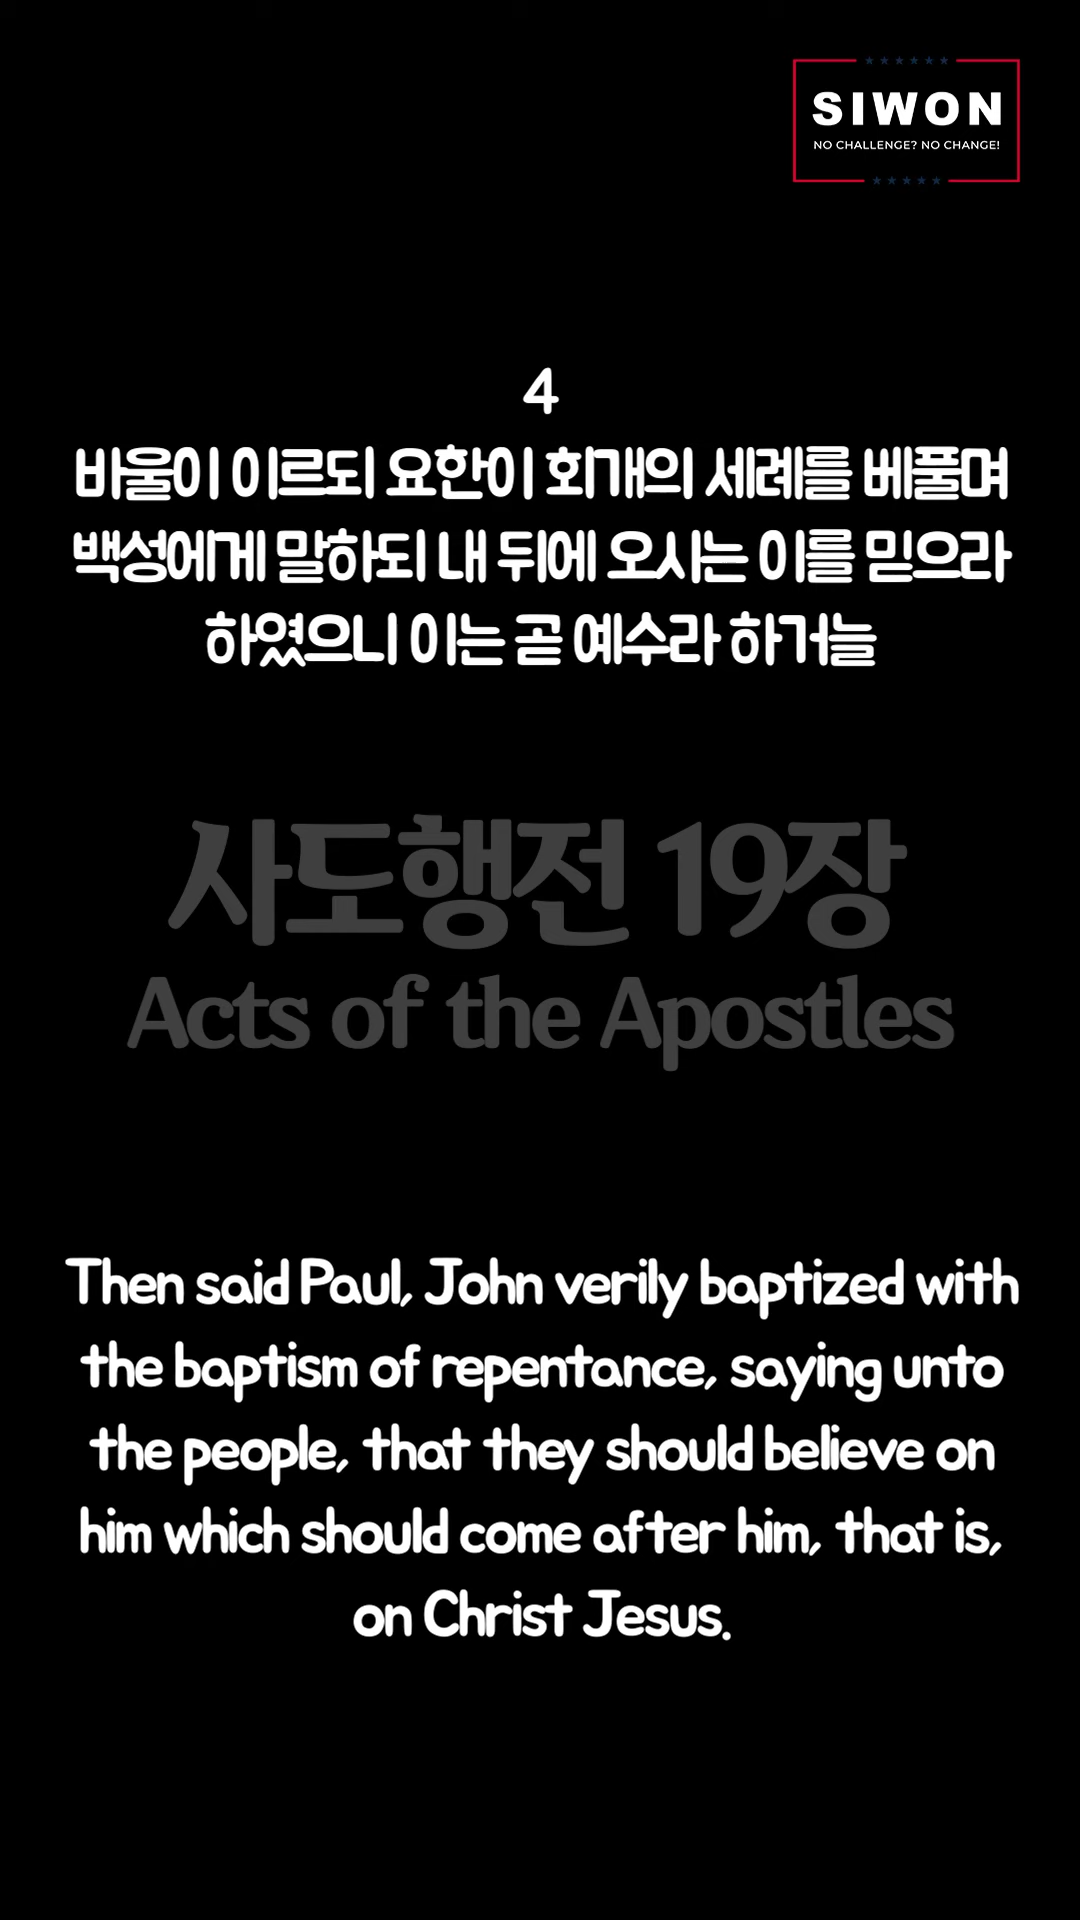 SIWON
NO CHALLENGE? NO CHANGE!
4
바울이 이르되 요한이 회개의 세례를 베풀며
백성에게 말하되 내 뒤에 오시는 이를 믿으라
하였으니 이는 곧 예수라 하거늘
사도행전 19장
Acts of the Apostles
Then said Paul, John verily baptized with
the baptism of repentance, saying unto
the people, that they should believe on
him which should come after him, that is,
on Christ Jesus.